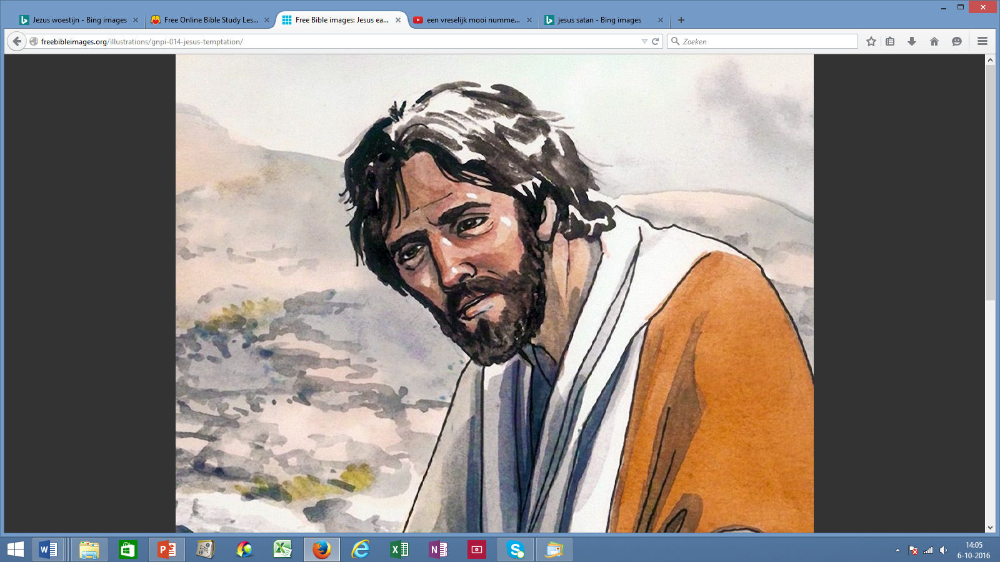 Jezus woestijn - Bing images
Free Online Bible Study Les...
Free Bible images: Jesus ea...
een vreselijk mooi numme...
jesus satan - Bing images
freebibleimages.org/illustrations/gnpi-014-jesus-temptation/
Zoeken
14:05
6-10-2016